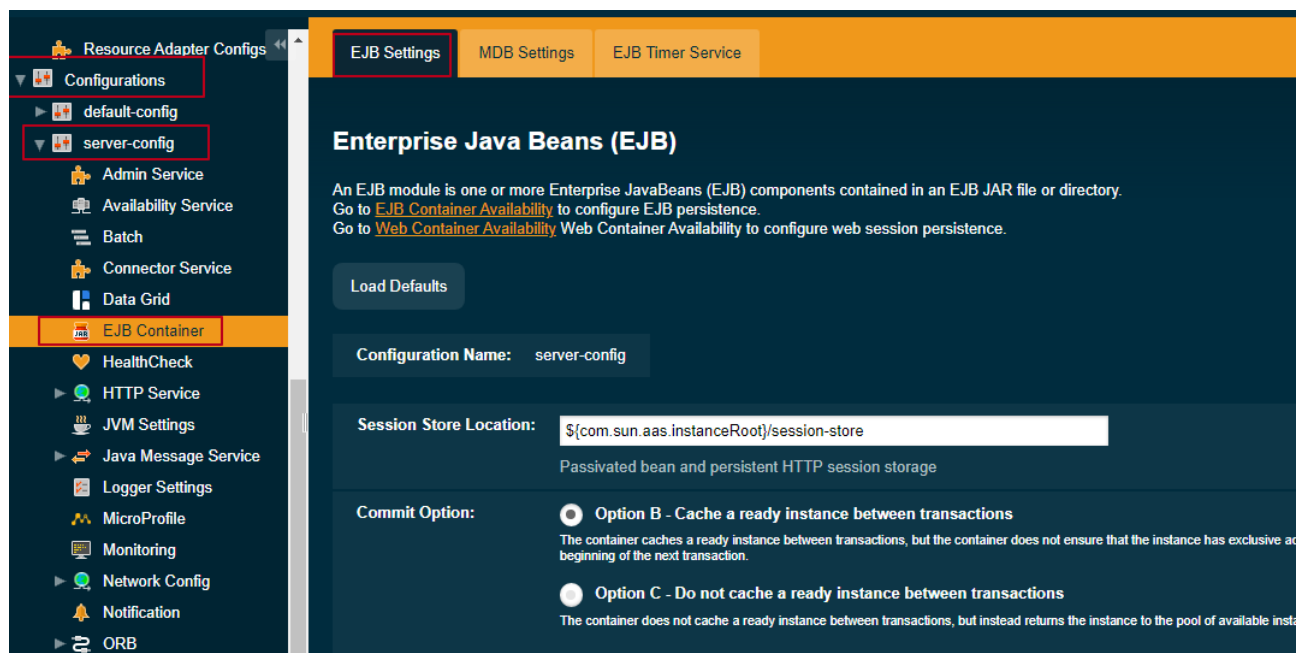 Resource Adapter Configs
Configurations
default-config
server-config
Admin Service
Availability Service
Batch
Connector Service
Data Grid
EJB Container
HealthCheck
HTTP Service
JVM Settings
Java Message Service
Logger Settings
MicroProfile
Monitoring
Network Config
Notification
ORB
EJB Settings
MDB Settings
EJB Timer Service
Enterprise Java Beans (EJB)
An EJB module is one or more Enterprise JavaBeans (EJB) components contained in an EJB JAR file or directory.
Go to EJB Container Availability to configure EJB persistence.
Go to Web Container Availability Web Container Availability to configure web session persistence.
Load Defaults
Configuration Name: server-config
Session Store Location: ${com.sun.aas.instanceRoot}/session-store
Passivated bean and persistent HTTP session storage
Commit Option: Option B - Cache a ready instance between transactions
The container caches a ready instance between transactions, but the container does not ensure that the instance has exclusive
beginning of the next transaction.
Option C - Do not cache a ready instance between transactions
The container does not cache a ready instance between transactions, but instead returns the instance to the pool of available